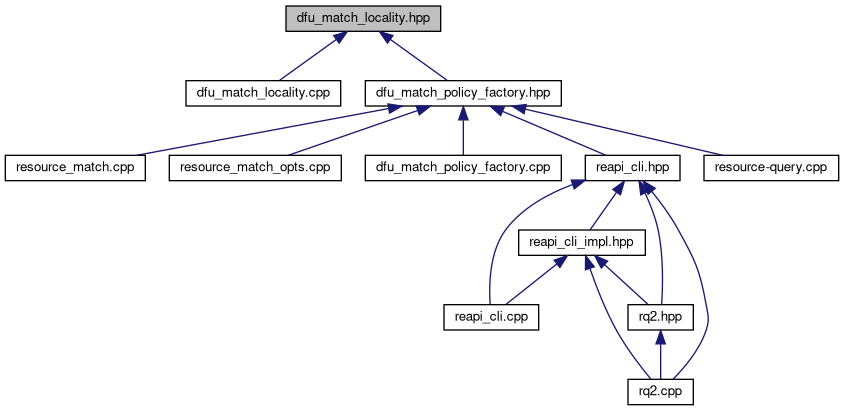 dfu_match_locality.hpp
dfu_match_locality.cpp
dfu_match_policy_factory.hpp
resource_match.cpp
resource_match_opts.cpp
dfu_match_policy_factory.cpp
reapi_cli.hpp
resource-query.cpp
reapi_cli_impl.hpp
reapi_cli.cpp
rq2.hpp
rq2.cpp